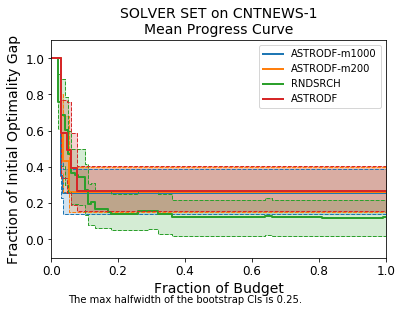 SOLVER SET on CNTNEWS-1
Mean Progress Curve
Fraction of Initial Optimality Gap
1.0
0.8
0.6
0.4
0.2
0.0
ASTRODF-m1000
ASTRODF-m200
RNDSRCH
ASTRODF
0.0 0.2 0.4 0.6 0.8 1.0
Fraction of Budget
The max halfwidth of the bootstrap CIs is 0.25.